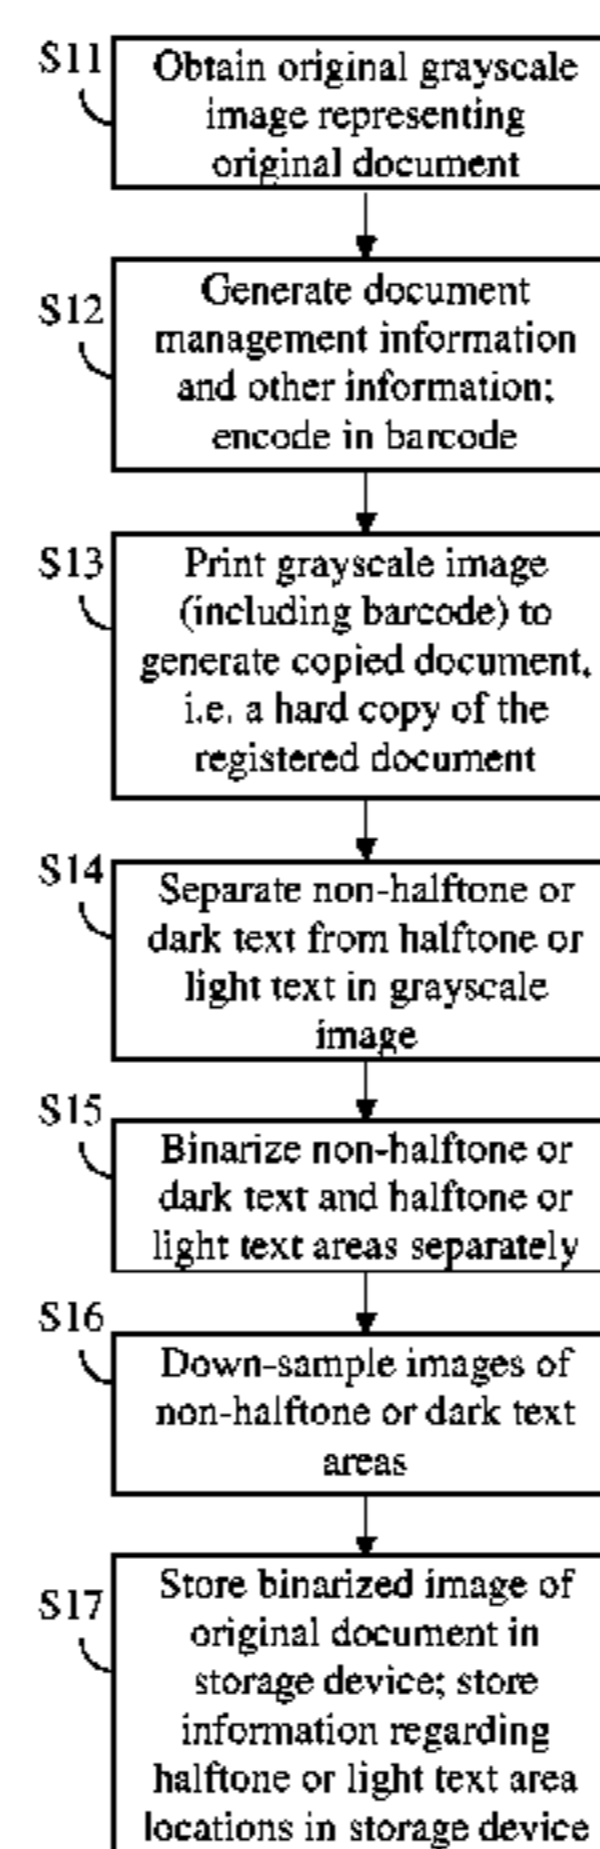 S11
Obtain original grayscale
image representing
original document
S12
Generate document
management information
and other information;
encode in barcode
S13
Print grayscale image
(including barcode) to
generate copied document,
i.e. a hard copy of the
registered document
S14
Separate non-halftone or
dark text from halftone or
light text in grayscale
image
S15
Binarize non-halftone or
dark text and halftone or
light text areas separately
S16
Down-sample images of
non-halftone or dark text
areas
S17
Store binarized image of
original document in
storage device; store
information regarding
halftone or light text area
locations in storage device